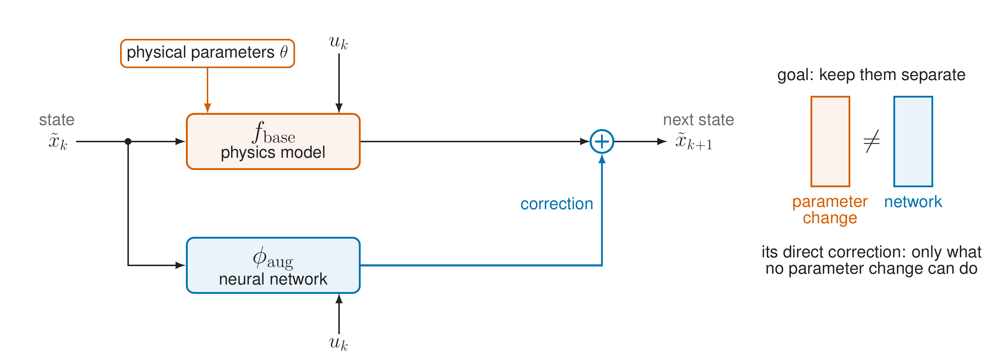 physical parameters θ
u_k
goal: keep them separate
state
x̃_k
f_base
physics model
+
next state
x̃_{k+1}
≠
correction
parameter
change
network
ϕ_aug
neural network
its direct correction: only what
no parameter change can do
u_k